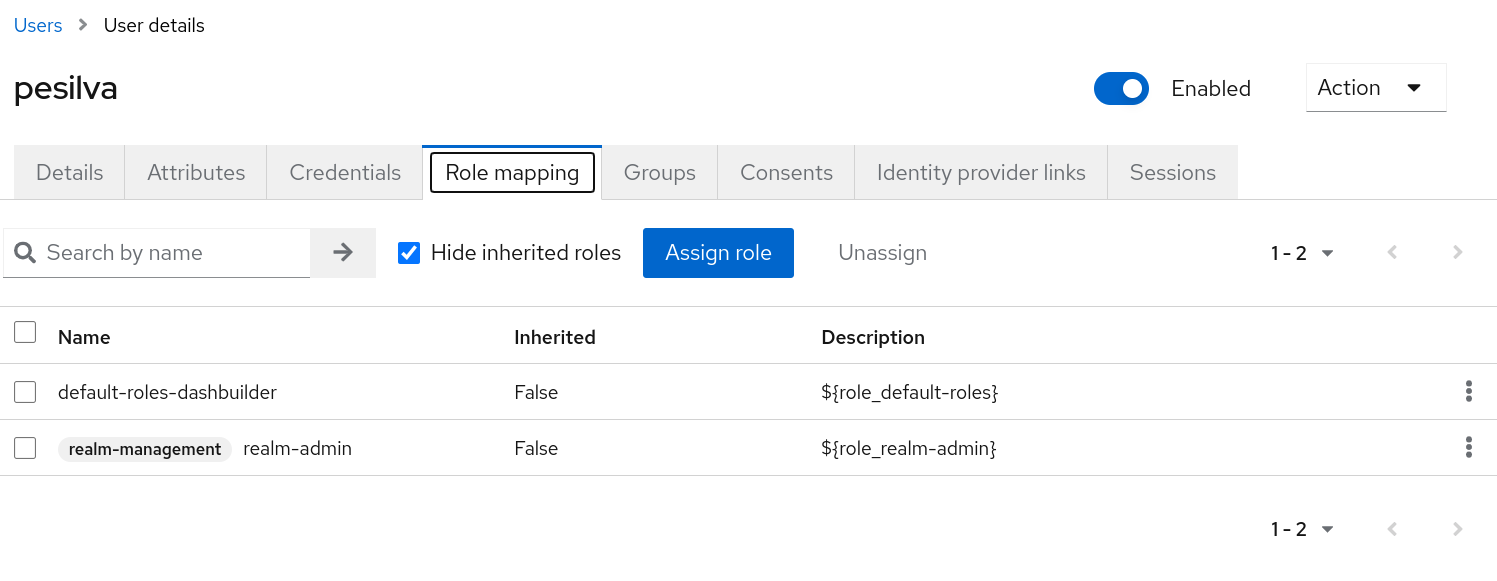 Users > User details
pesilva
Enabled
Action
Details Attributes Credentials Role mapping Groups Consents Identity provider links Sessions
Search by name
Hide inherited roles
Assign role
Unassign
1 - 2
Name Inherited Description
default-roles-dashbuilder False ${role_default-roles}
realm-management realm-admin False ${role_realm-admin}
1 - 2